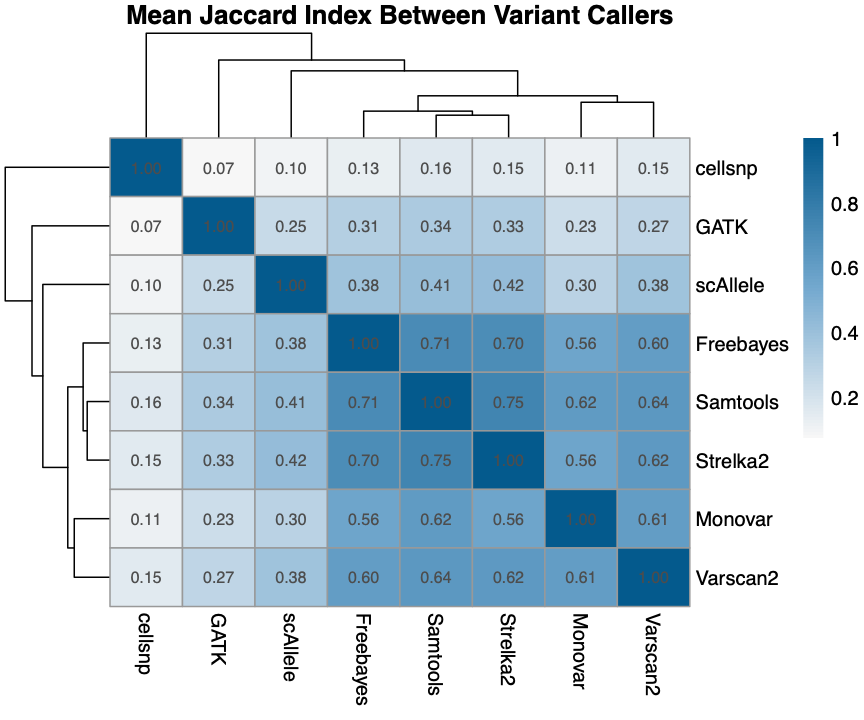 Mean Jaccard Index Between Variant Callers
1.00 0.07 0.10 0.13 0.16 0.15 0.11 0.15 cellsnp
0.07 1.00 0.25 0.31 0.34 0.33 0.23 0.27 GATK
0.10 0.25 1.00 0.38 0.41 0.42 0.30 0.38 scAllele
0.13 0.31 0.38 1.00 0.71 0.70 0.56 0.60 Freebayes
0.16 0.34 0.41 0.71 1.00 0.75 0.62 0.64 Samtools
0.15 0.33 0.42 0.70 0.75 1.00 0.56 0.62 Strelka2
0.11 0.23 0.30 0.56 0.62 0.56 1.00 0.61 Monovar
0.15 0.27 0.38 0.60 0.64 0.62 0.61 1.00 Varscan2
cellsnp GATK scAllele Freebayes Samtools Strelka2 Monovar Varscan2
1
0.8
0.6
0.4
0.2